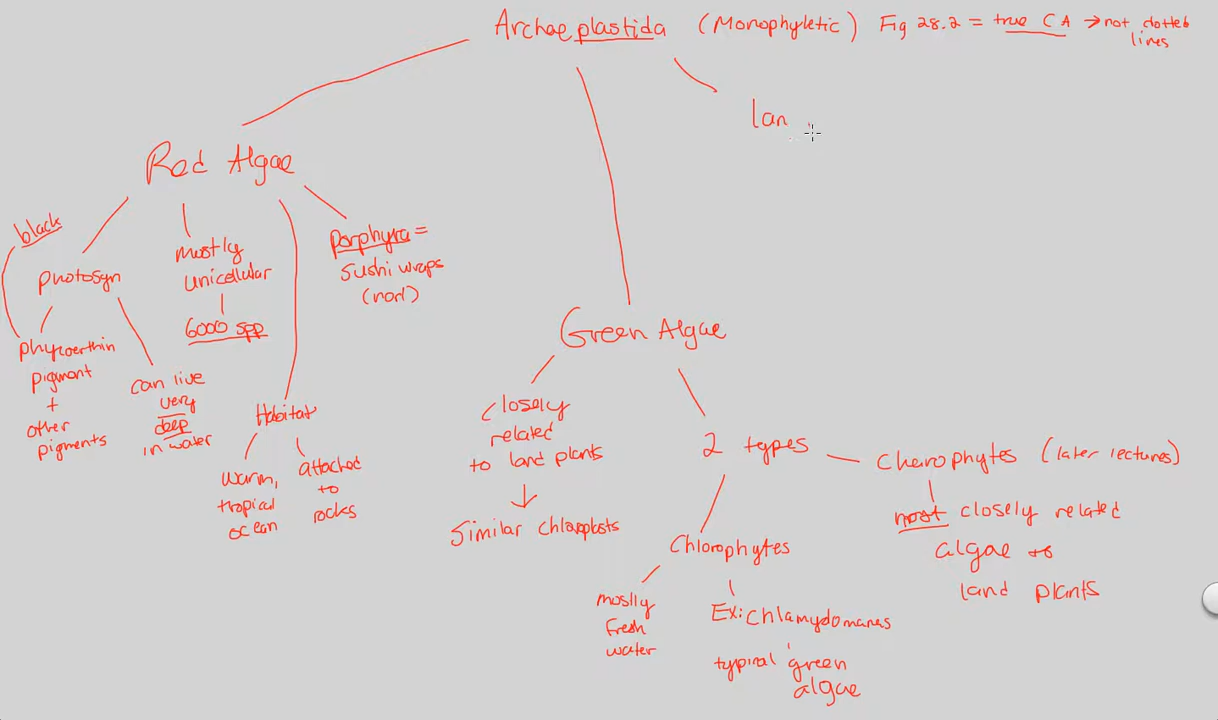 Archaeplastida (Monophyletic) Fig 28.2 = true CA → not dotted
lines
lan
Red Algae
black
photosyn
phycoerthin
pigment
+
other
pigments
can live
very
deep
in water
mostly
unicellular
6000 spp
Habitat
warm,
tropical
ocean
attached
to
rocks
porphyra =
sushi wraps
(nori)
Green Algae
closely
related
to land plants
↓
Similar chloroplasts
2 types
Chlorophytes
mostly
fresh
water
Ex: Chlamydomanas
typical green
algae
Charophytes (later lectures)
most closely related
algae to
land plants